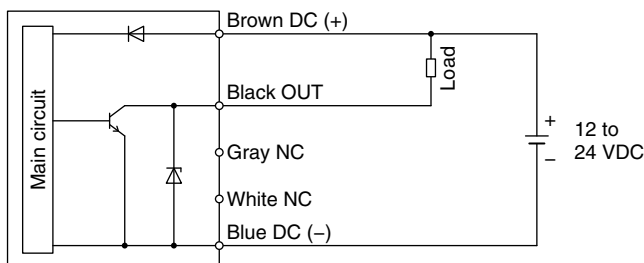 Brown DC (+)
Main circuit
Load
Black OUT
Gray NC
White NC
Blue DC (−)
+
−
12 to
24 VDC